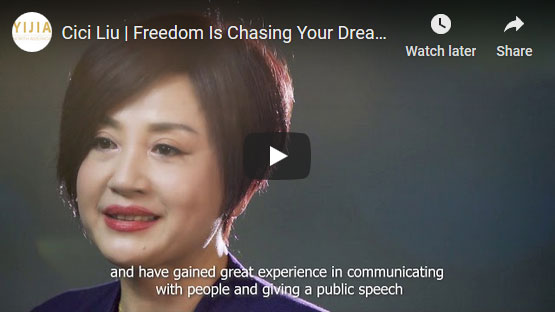 YIJIA
Cici Liu | Freedom Is Chasing Your Drea...
Watch later
Share
and have gained great experience in communicating
with people and giving a public speech